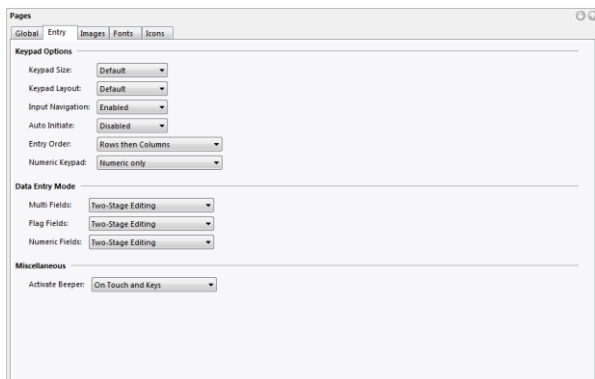 Pages
Global Entry Images Fonts Icons
Keypad Options
Keypad Size: Default
Keypad Layout: Default
Input Navigation: Enabled
Auto Initiate: Disabled
Entry Order: Rows then Columns
Numeric Keypad: Numeric only
Data Entry Mode
Multi Fields: Two-Stage Editing
Flag Fields: Two-Stage Editing
Numeric Fields: Two-Stage Editing
Miscellaneous
Activate Beeper: On Touch and Keys